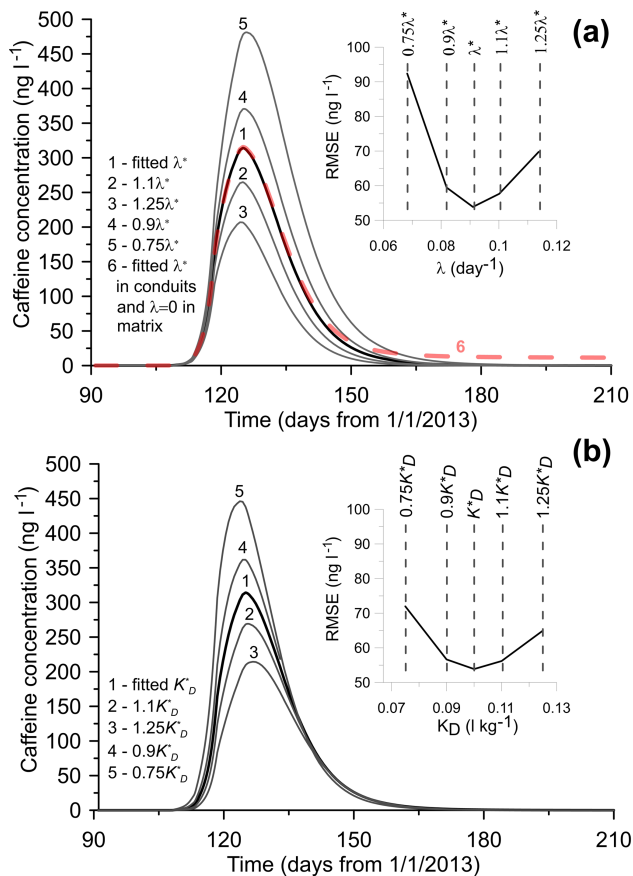 (a)
Caffeine concentration (ng l-1)
500
450
400
350
300
250
200
150
100
50
0
90
120
150
180
210
Time (days from 1/1/2013)
5
4
1
2
3
6
1 - fitted λ*
2 - 1.1λ*
3 - 1.25λ*
4 - 0.9λ*
5 - 0.75λ*
6 - fitted λ*
in conduits
and λ=0 in
matrix
0.75λ*
0.9λ*
λ*
1.1λ*
1.25λ*
RMSE (ng l-1)
100
90
80
70
60
50
0.06
0.08
0.1
0.12
λ (day-1)
(b)
Caffeine concentration (ng l-1)
500
450
400
350
300
250
200
150
100
50
0
90
120
150
180
210
Time (days from 1/1/2013)
5
4
1
2
3
1 - fitted K*D
2 - 1.1K*D
3 - 1.25K*D
4 - 0.9K*D
5 - 0.75K*D
0.75K*D
0.9K*D
K*D
1.1K*D
1.25K*D
RMSE (ng l-1)
100
90
80
70
60
50
0.07
0.09
0.11
0.13
KD (l kg-1)